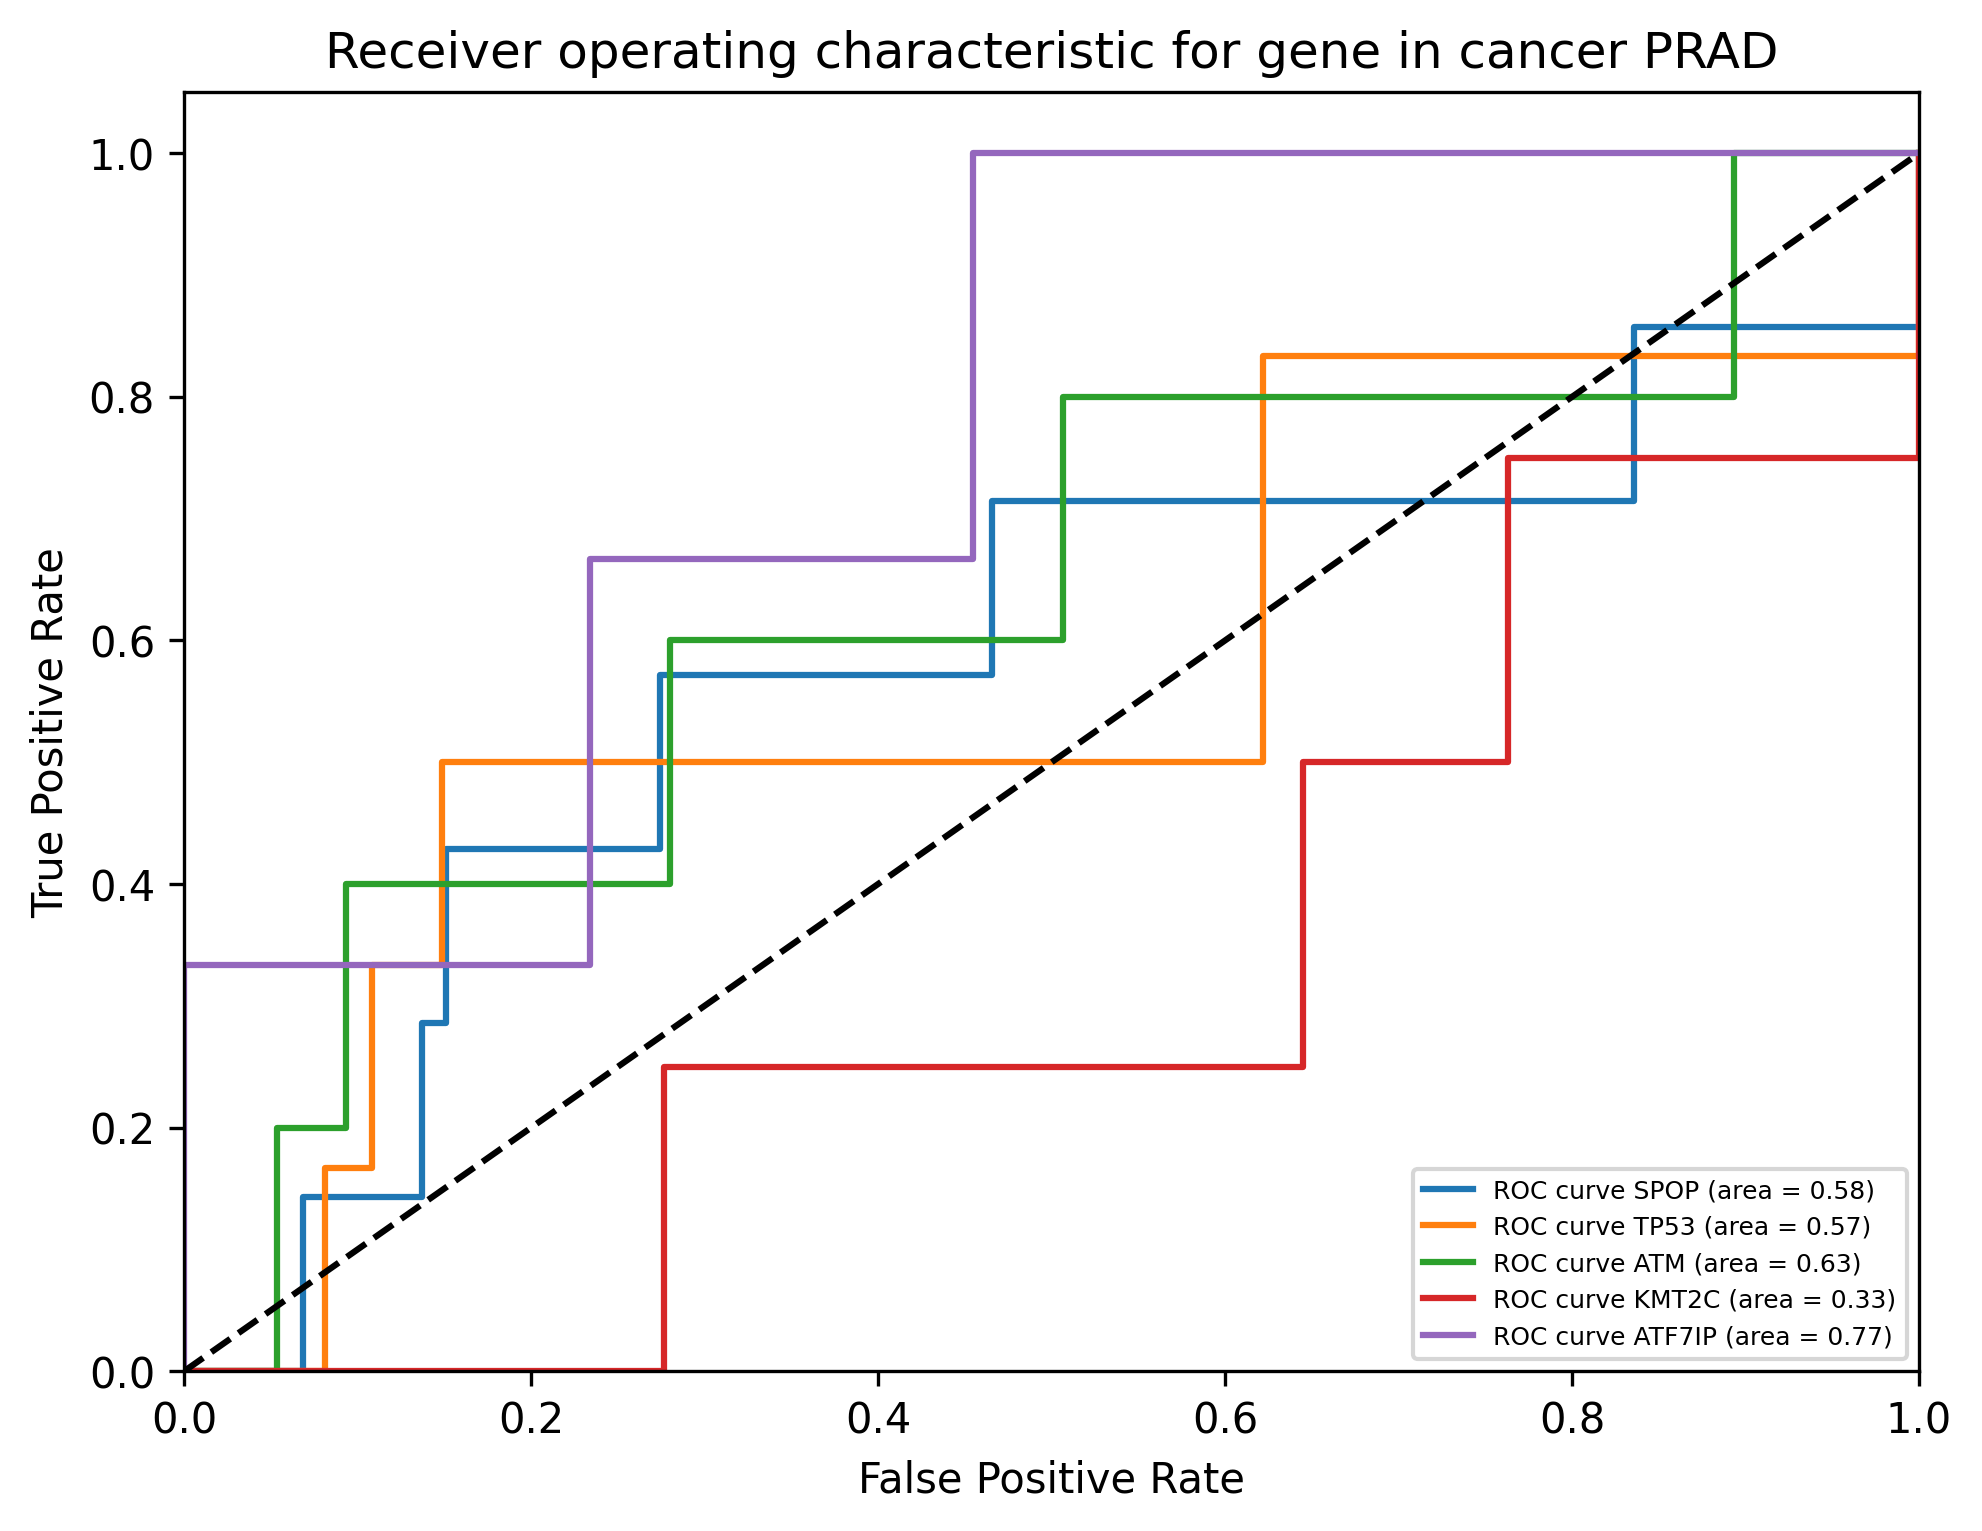 Receiver operating characteristic for gene in cancer PRAD
True Positive Rate
1.0
0.8
0.6
0.4
0.2
0.0
0.0 0.2 0.4 0.6 0.8 1.0
False Positive Rate
ROC curve SPOP (area = 0.58)
ROC curve TP53 (area = 0.57)
ROC curve ATM (area = 0.63)
ROC curve KMT2C (area = 0.33)
ROC curve ATF7IP (area = 0.77)